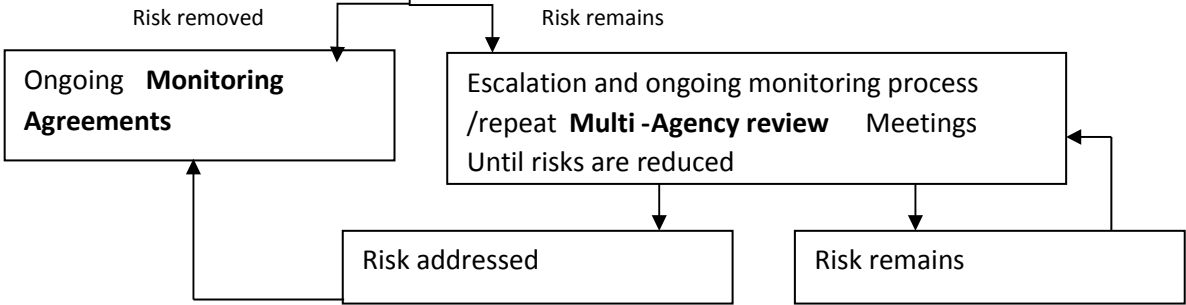 Risk removed
Risk remains
Ongoing Monitoring
Agreements
Escalation and ongoing monitoring process
/repeat Multi -Agency review Meetings
Until risks are reduced
Risk addressed
Risk remains